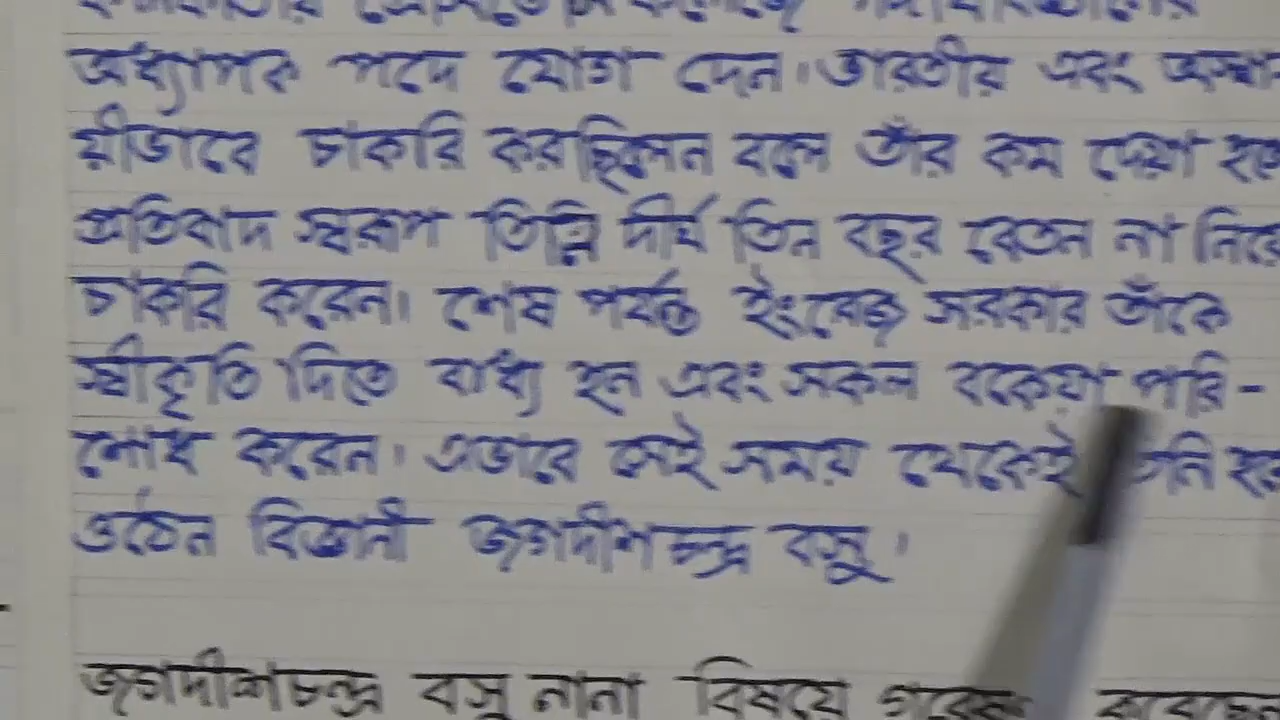 অধ্যাপক পদে যোগ দেন। ভারতীয় এবং অস্থা
য়ীভাবে চাকরি করছিলেন বলে তাঁর কম দেয়া
প্রতিবাদ স্বরূপ তিনি দীর্ঘ তিন বছর বেতন না নিয়ে
চাকরি করেন। শেষ পর্যন্ত ইংরেজ সরকার তাঁকে
স্বীকৃতি দিতে বাধ্য হন এবং সকল বকেয়া পরি-
শোধ করেন। এভাবে সেই সময় থেকেই
ওঠেন বিজ্ঞানী জগদীশচন্দ্র বসু।
জগদীশচন্দ্র বসু নানা বিষয়ে